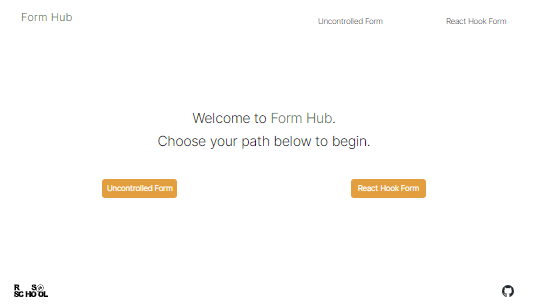 Form Hub
Uncontrolled Form
React Hook Form
Welcome to Form Hub.
Choose your path below to begin.
Uncontrolled Form
React Hook Form
RS
SCHOOL